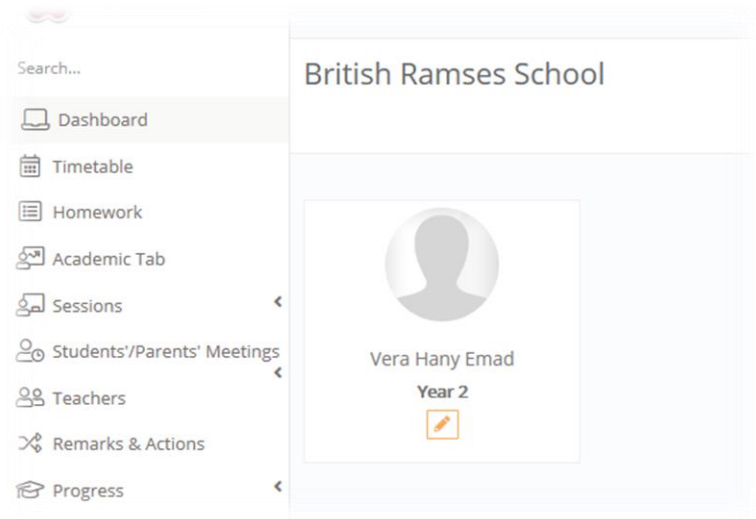 Search...
Dashboard
Timetable
Homework
Academic Tab
Sessions
Students'/Parents' Meetings
Teachers
Remarks & Actions
Progress
British Ramses School
Vera Hany Emad
Year 2